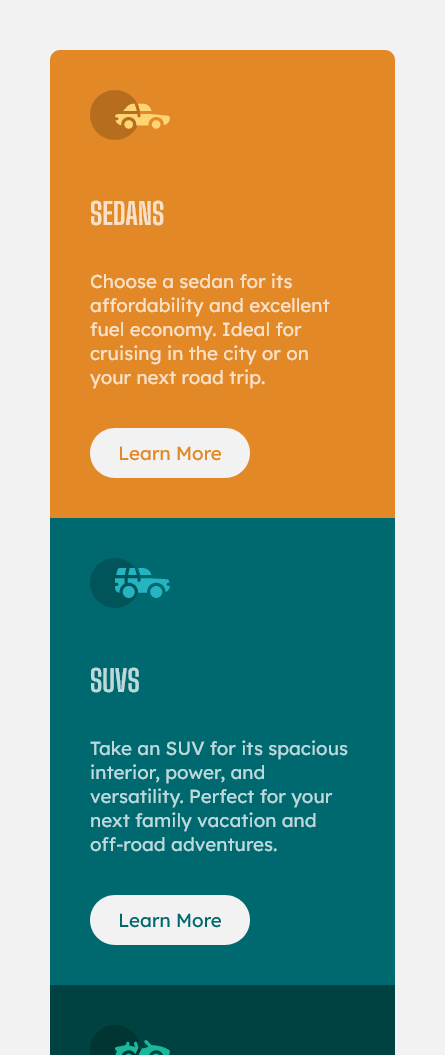 SEDANS
Choose a sedan for its
affordability and excellent
fuel economy. Ideal for
cruising in the city or on
your next road trip.
Learn More
SUVS
Take an SUV for its spacious
interior, power, and
versatility. Perfect for your
next family vacation and
off-road adventures.
Learn More